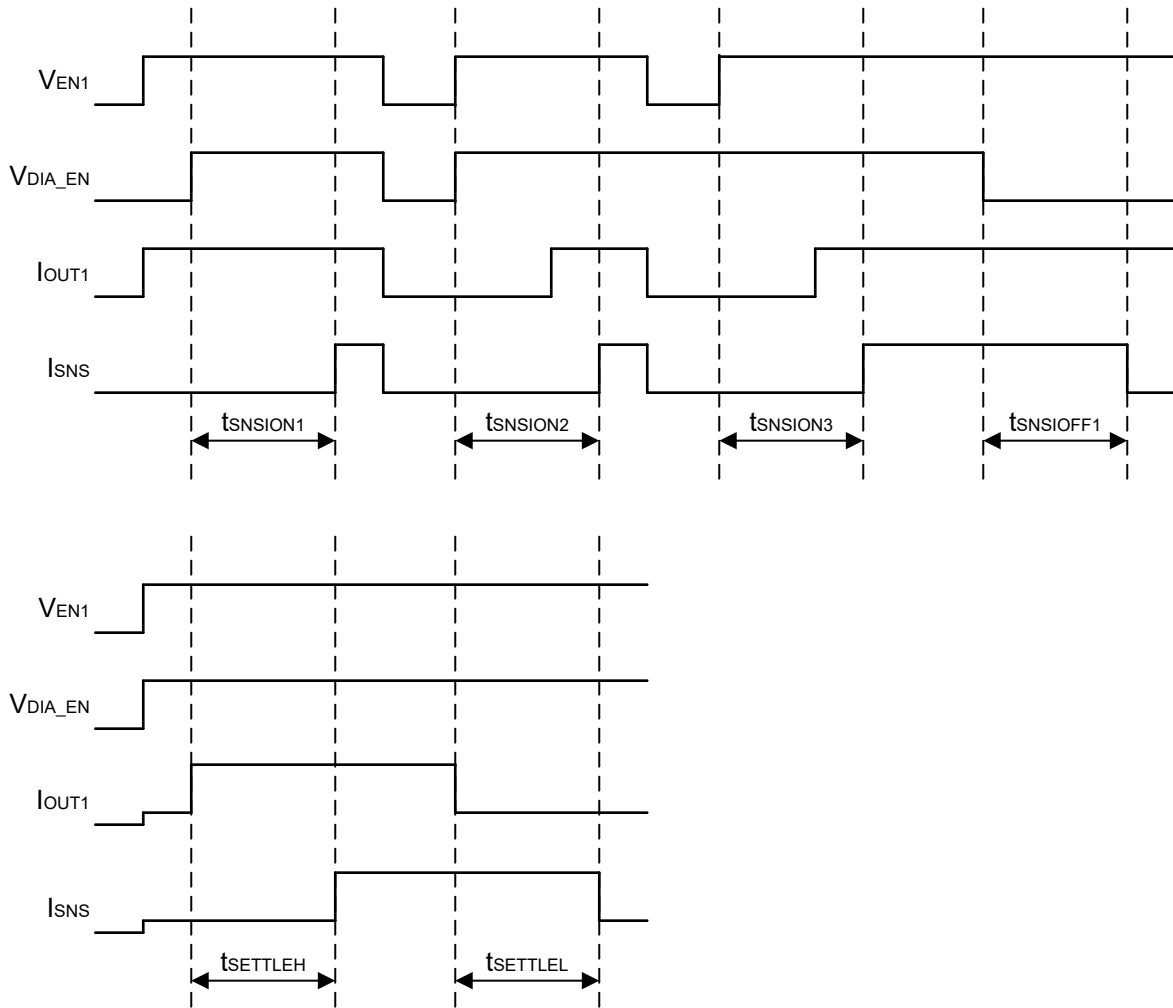 VEN1
VDIA_EN
IOUT1
ISNS
tSNSION1 tSNSION2 tSNSION3 tSNSIOFF1
VEN1
VDIA_EN
IOUT1
ISNS
tSETTLEH tSETTLEL